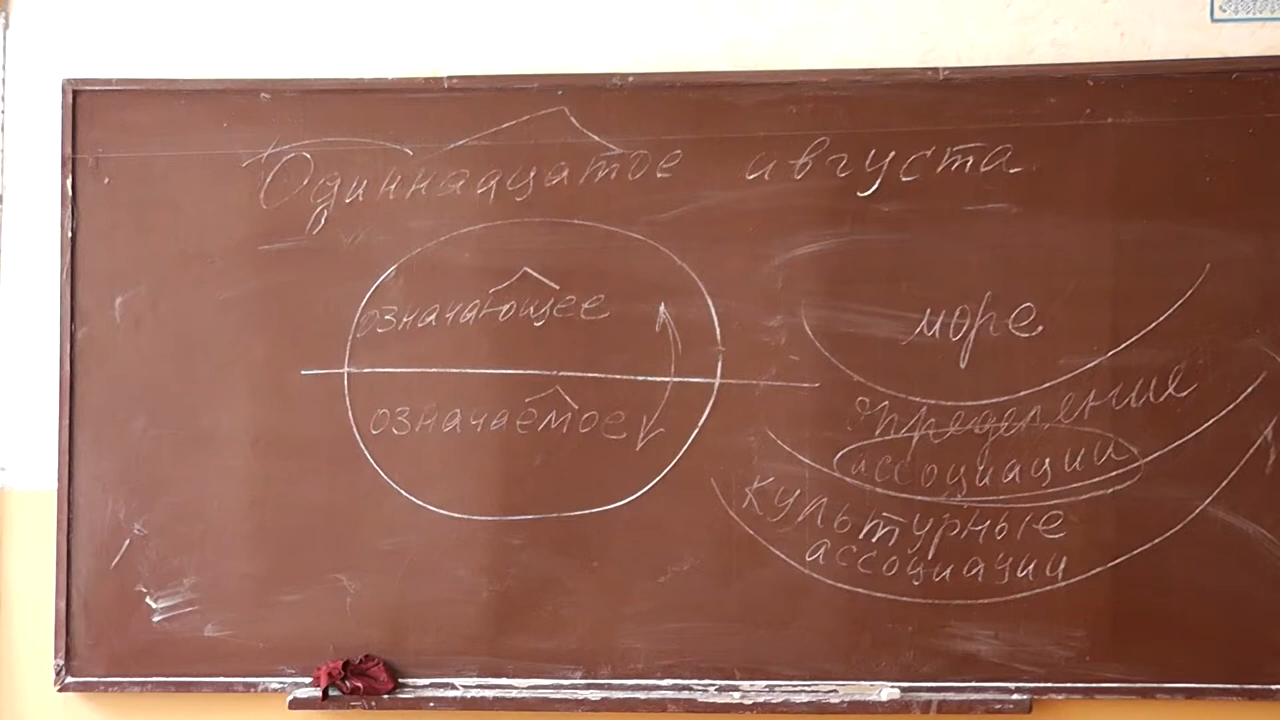 Одиннадцатое августа
означающее
означаемое
море
определение
ассоциации
культурные
ассоциации